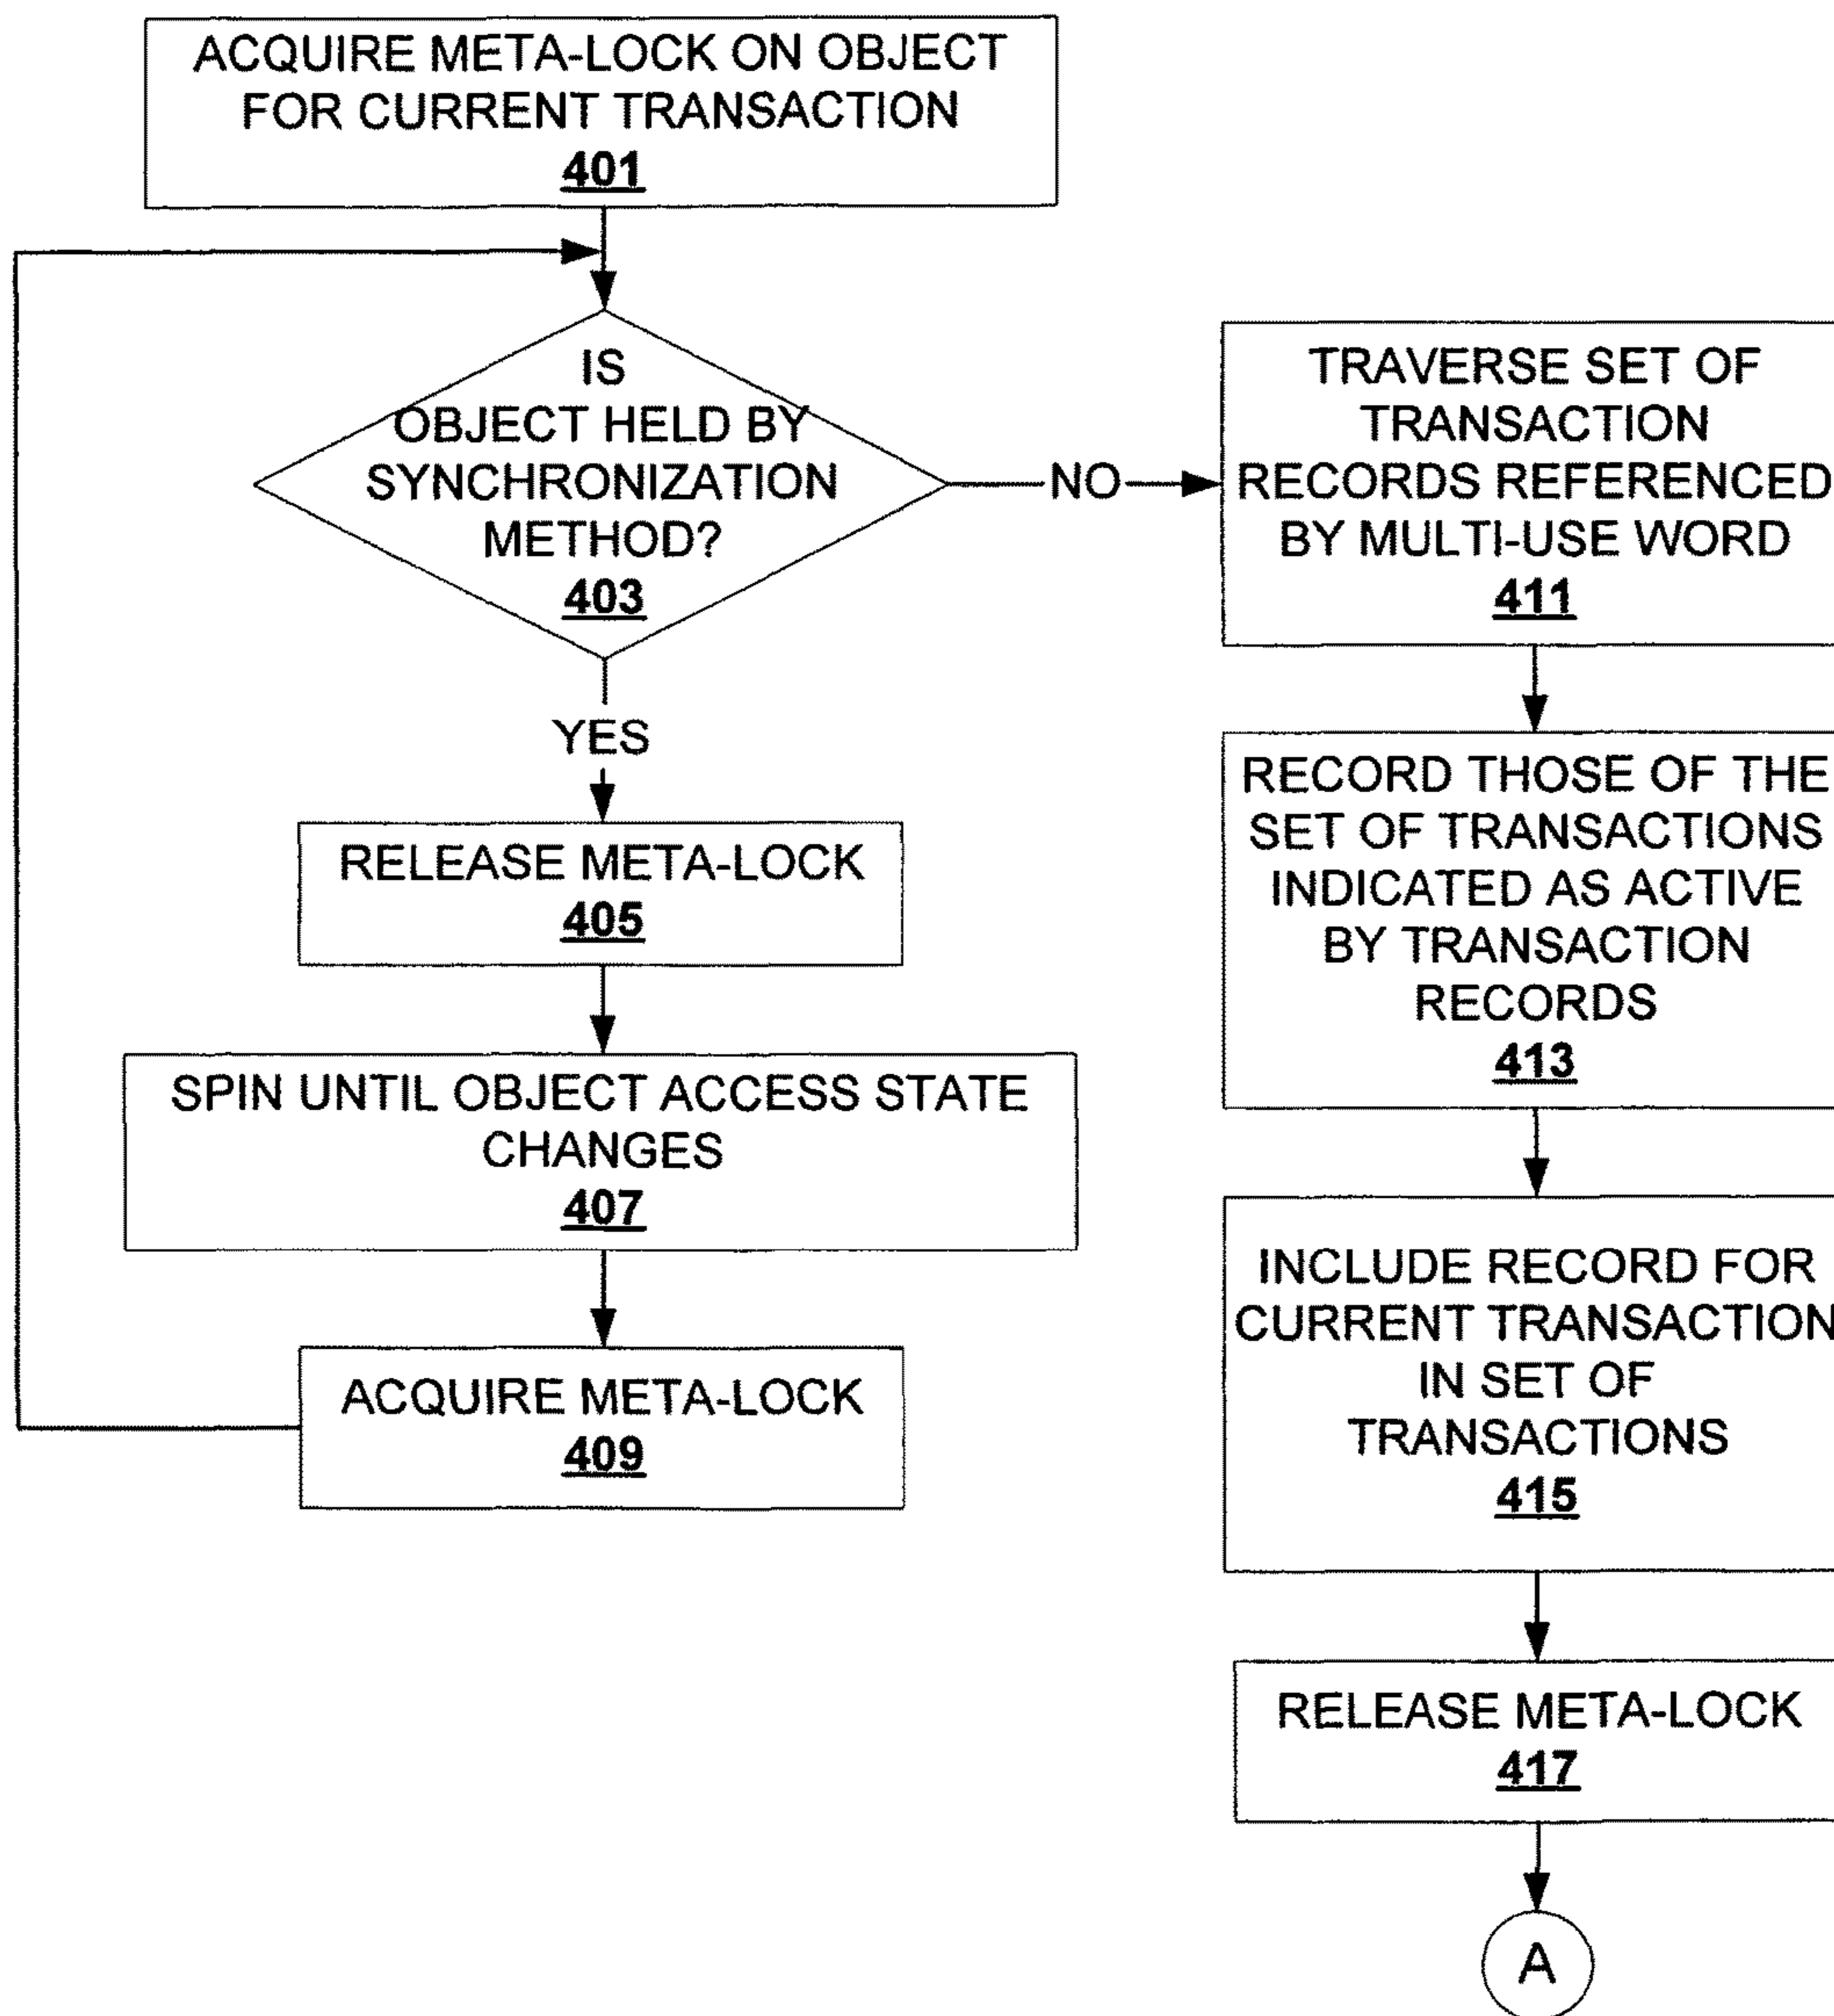 ACQUIRE META-LOCK ON OBJECT
FOR CURRENT TRANSACTION
401
IS
OBJECT HELD BY
SYNCHRONIZATION
METHOD?
403
NO
YES
RELEASE META-LOCK
405
SPIN UNTIL OBJECT ACCESS STATE
CHANGES
407
ACQUIRE META-LOCK
409
TRAVERSE SET OF
TRANSACTION
RECORDS REFERENCED
BY MULTI-USE WORD
411
RECORD THOSE OF THE
SET OF TRANSACTIONS
INDICATED AS ACTIVE
BY TRANSACTION
RECORDS
413
INCLUDE RECORD FOR
CURRENT TRANSACTION
IN SET OF
TRANSACTIONS
415
RELEASE META-LOCK
417
A